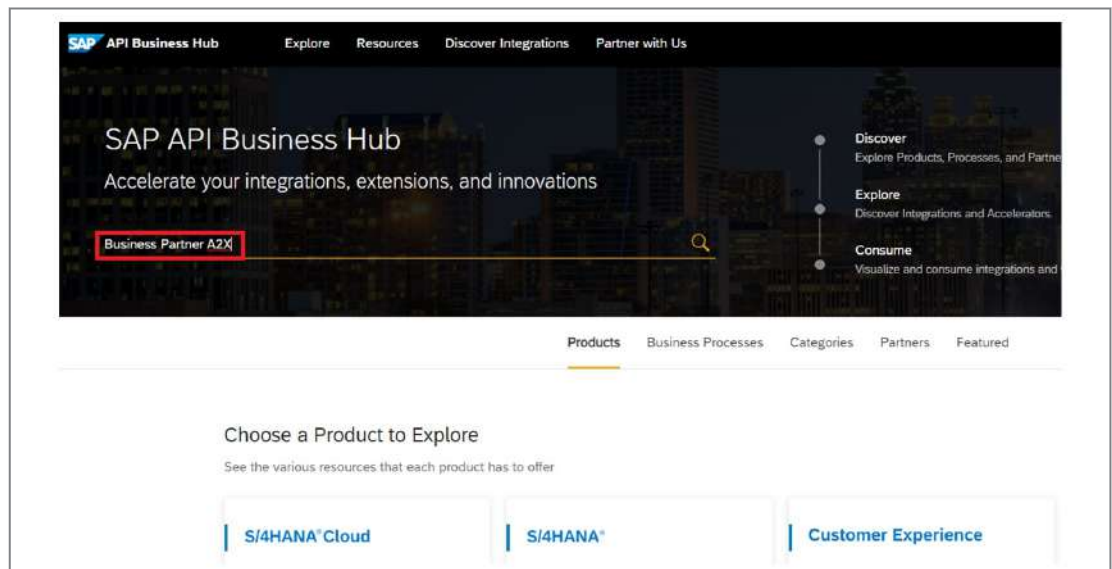 SAP API Business Hub Explore Resources Discover Integrations Partner with Us
SAP API Business Hub
Accelerate your integrations, extensions, and innovations
Business Partner A2X
Discover
Explore Products, Processes, and Partne
Explore
Discover Integrations and Accelerators.
Consume
Visualize and consume integrations and
Products Business Processes Categories Partners Featured
Choose a Product to Explore
See the various resources that each product has to offer
S/4HANA® Cloud S/4HANA® Customer Experience